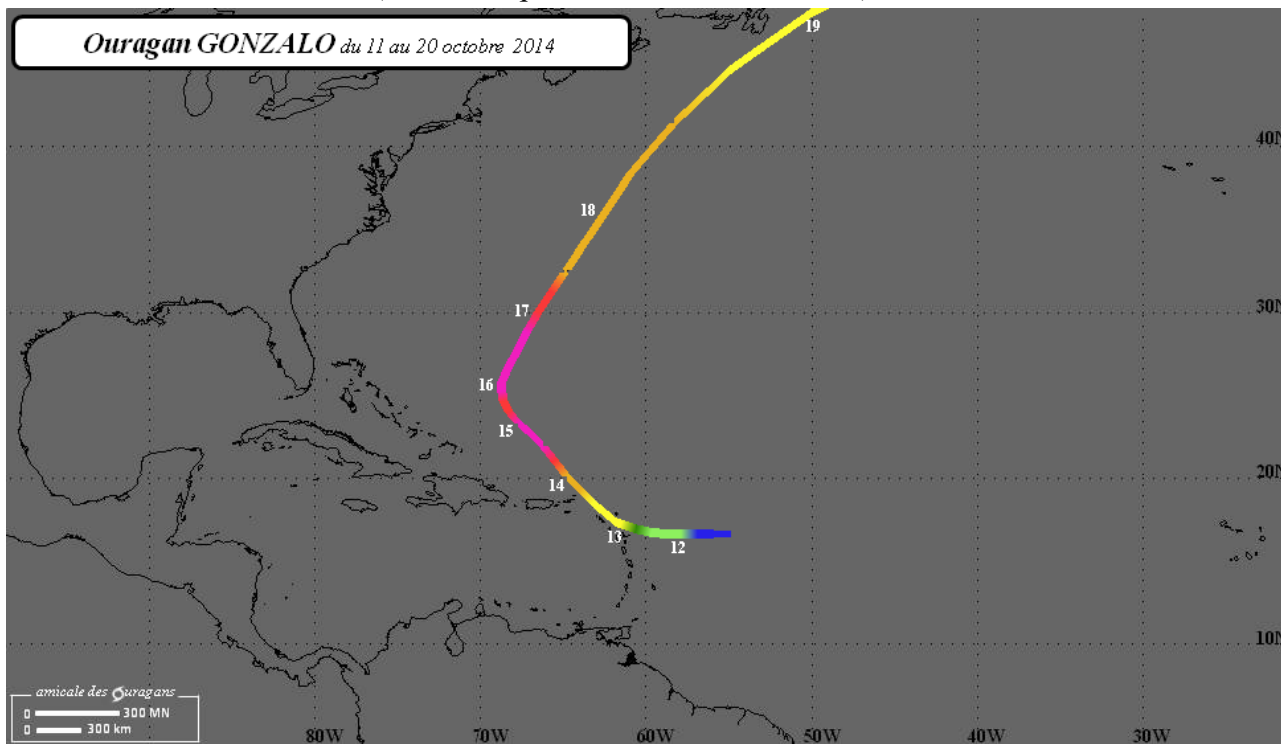 Ouragan GONZALO du 11 au 20 octobre 2014
19
40N
18
17
30N
16
15
14
20N
13
12
10N
amicale des Ouragans
0 300 MN
0 300 km
80W 70W 60W 50W 40W 30W